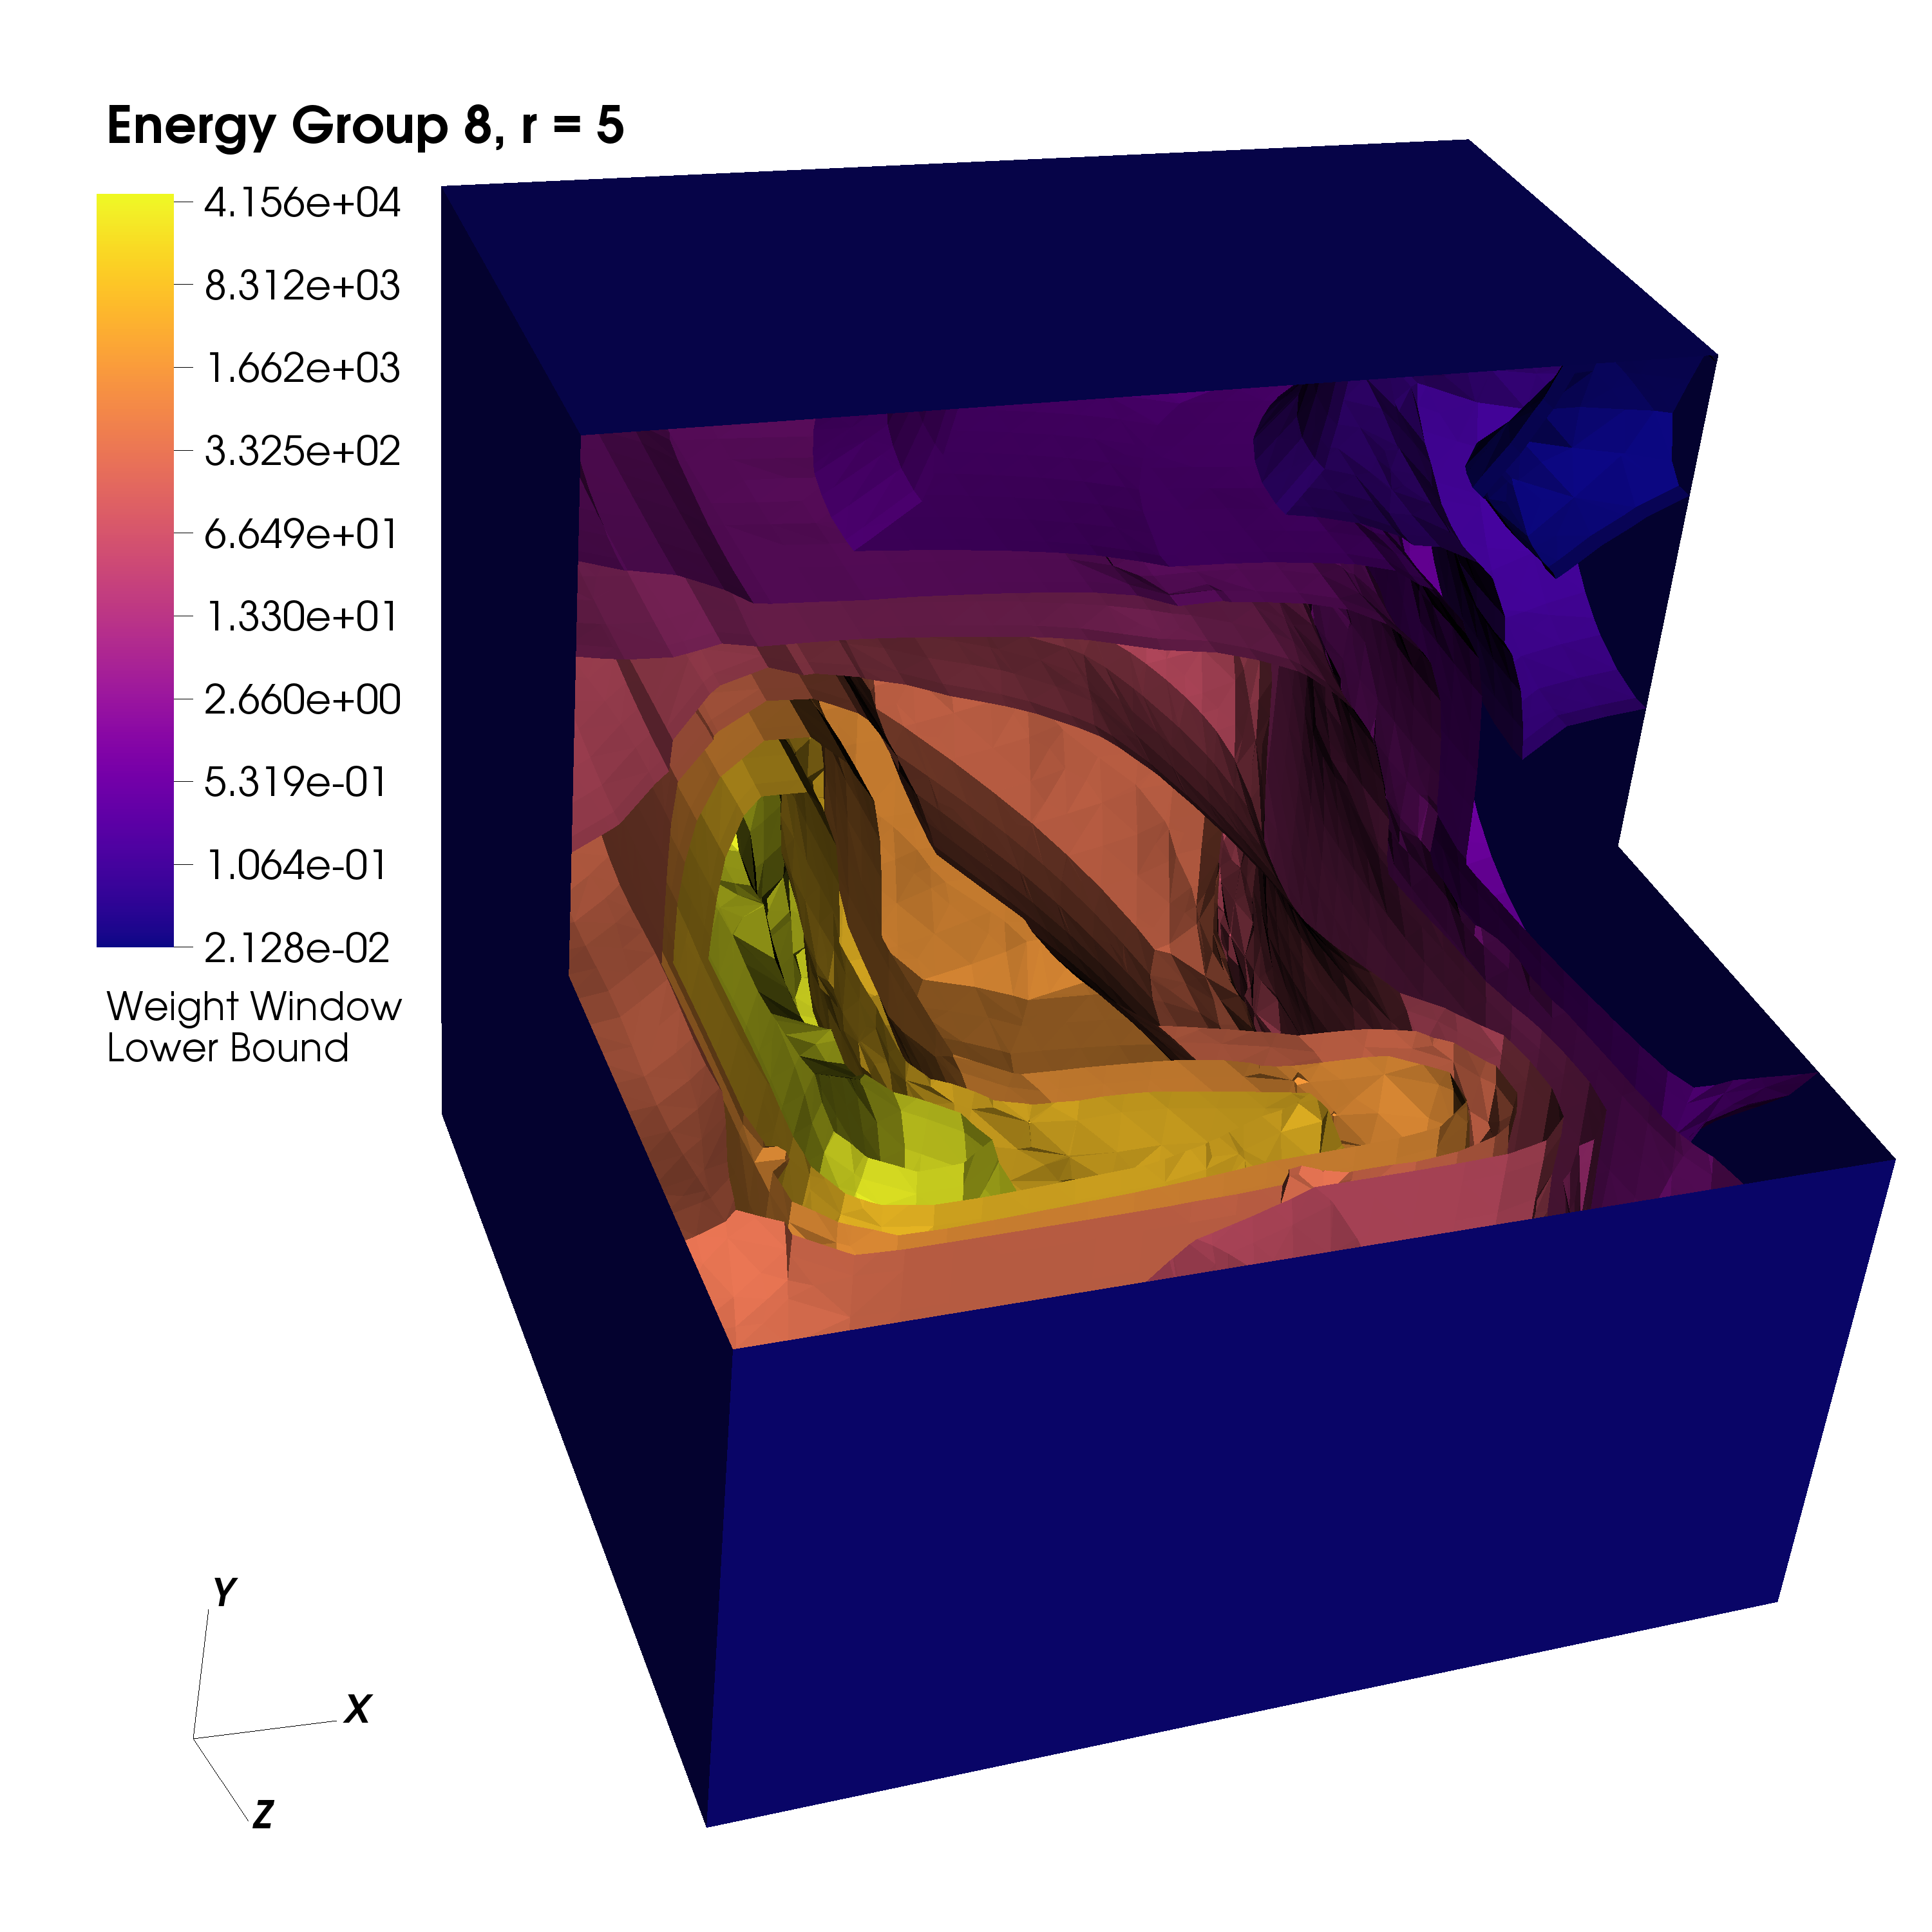 Energy Group 8, r = 5
4.156e+04
8.312e+03
1.662e+03
3.325e+02
6.649e+01
1.330e+01
2.660e+00
5.319e-01
1.064e-01
2.128e-02
Weight Window
Lower Bound
Y
X
Z